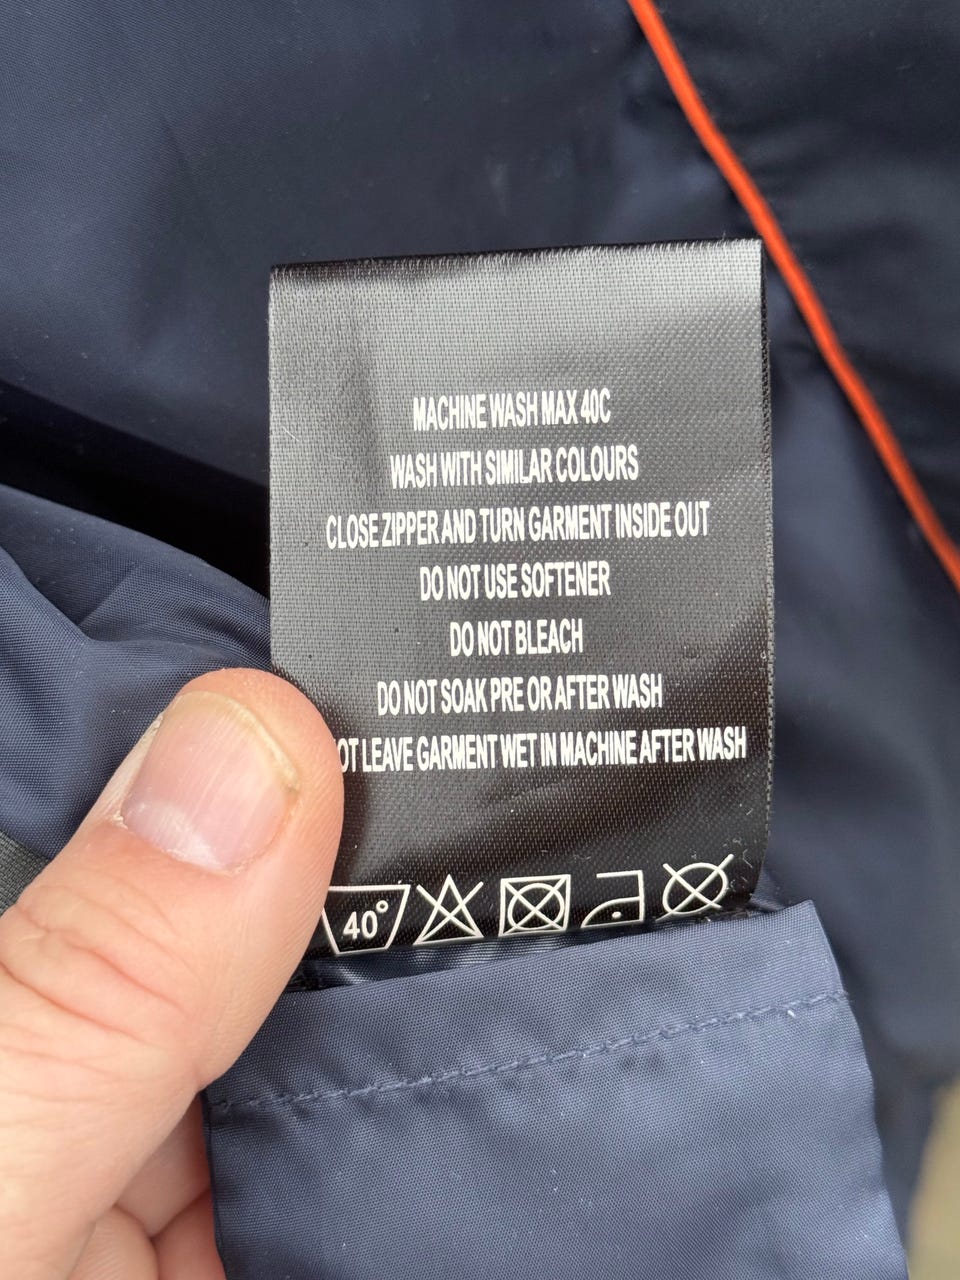 MACHINE WASH MAX 40C
WASH WITH SIMILAR COLOURS
CLOSE ZIPPER AND TURN GARMENT INSIDE OUT
DO NOT USE SOFTENER
DO NOT BLEACH
DO NOT SOAK PRE OR AFTER WASH
LEAVE GARMENT WET IN MACHINE AFTER WASH
40°